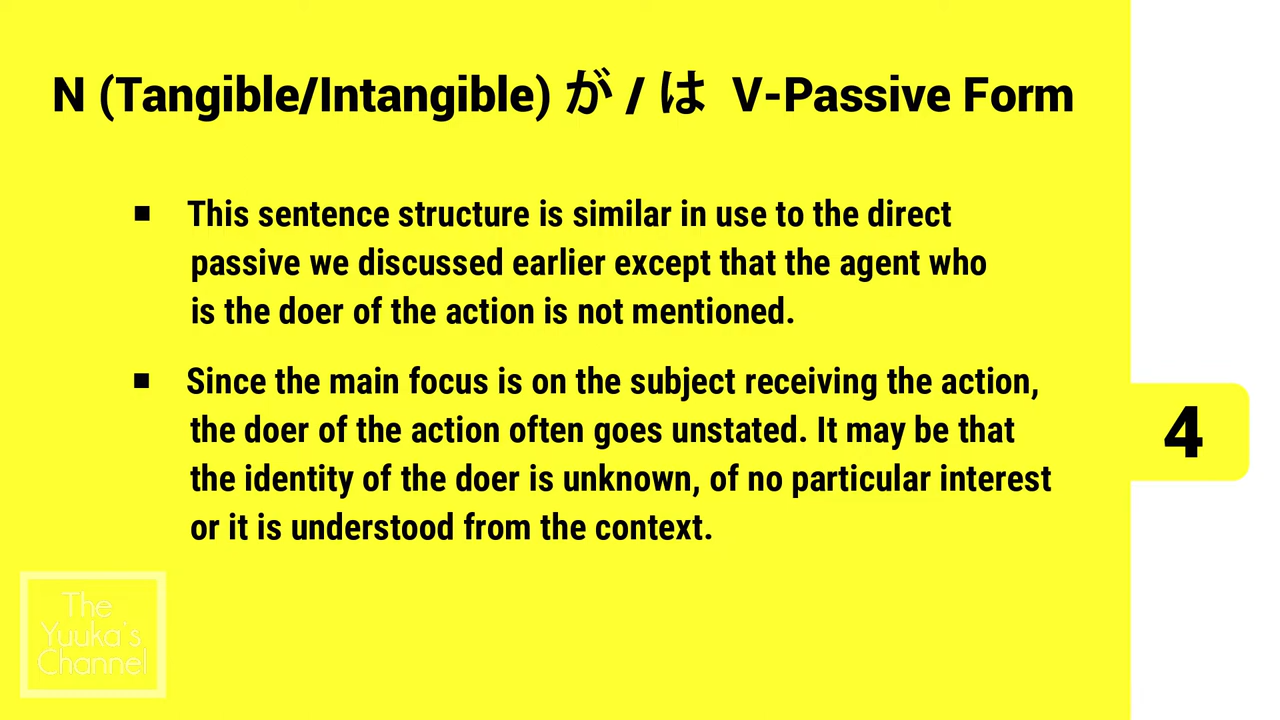 N (Tangible/Intangible) が / は V-Passive Form
■ This sentence structure is similar in use to the direct
passive we discussed earlier except that the agent who
is the doer of the action is not mentioned.
■ Since the main focus is on the subject receiving the action,
the doer of the action often goes unstated. It may be that
the identity of the doer is unknown, of no particular interest
or it is understood from the context.
4
The
Yuuka's
Channel